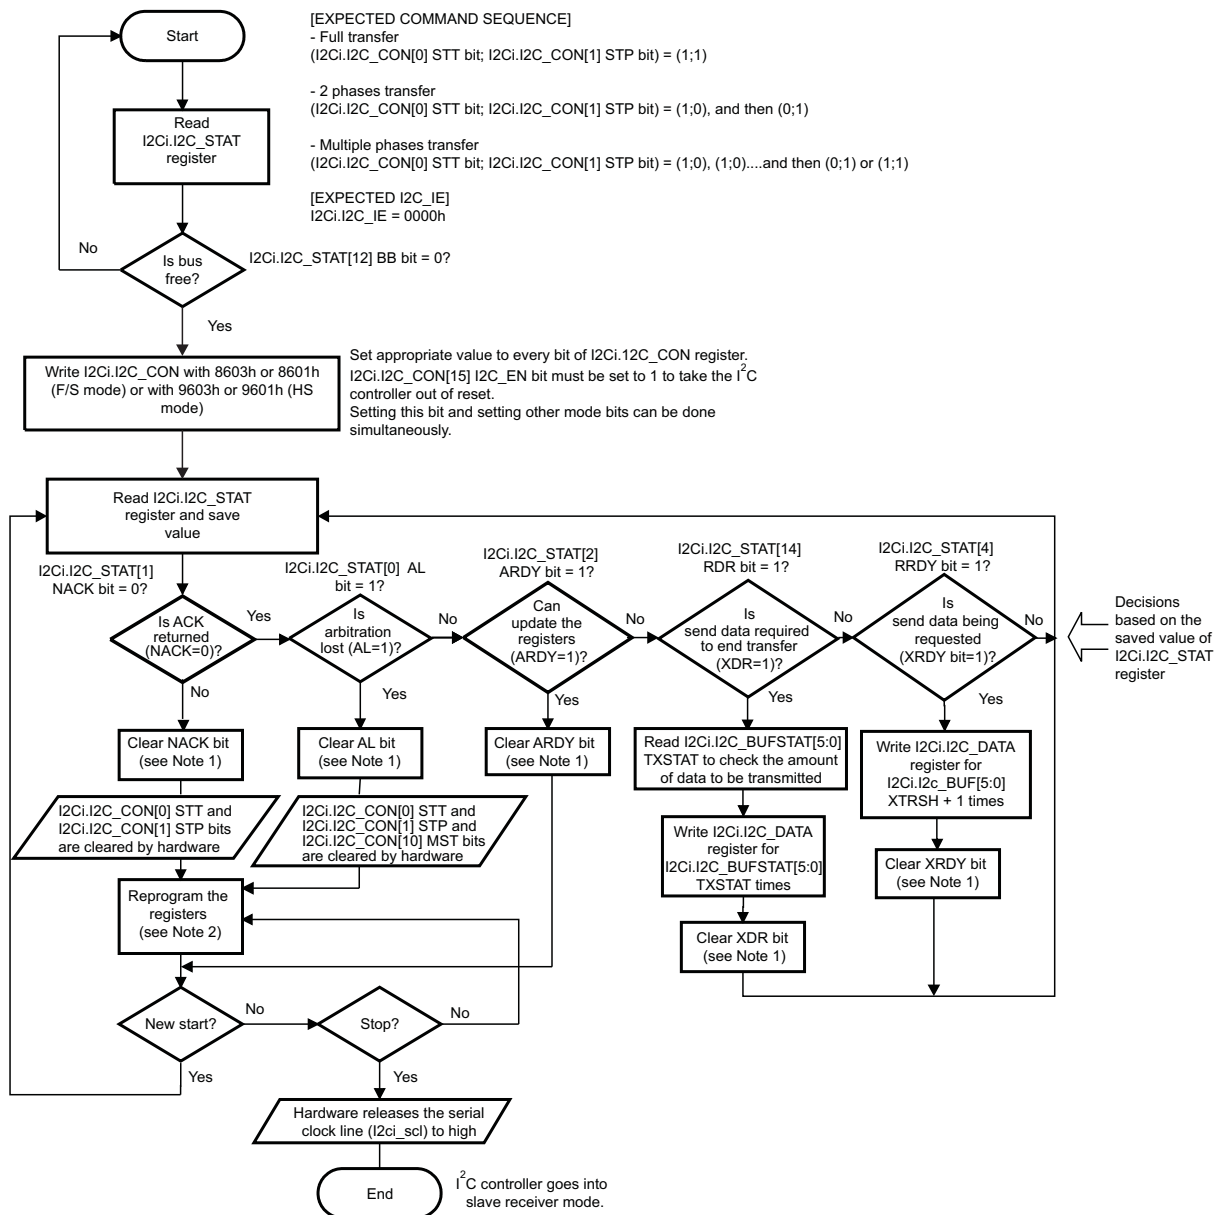 Start
[EXPECTED COMMAND SEQUENCE]
- Full transfer
(I2Ci.I2C_CON[0] STT bit; I2Ci.I2C_CON[1] STP bit) = (1;1)
- 2 phases transfer
(I2Ci.I2C_CON[0] STT bit; I2Ci.I2C_CON[1] STP bit) = (1;0), and then (0;1)
- Multiple phases transfer
(I2Ci.I2C_CON[0] STT bit; I2Ci.I2C_CON[1] STP bit) = (1;0), (1;0)....and then (0;1) or (1;1)
[EXPECTED I2C_IE]
I2Ci.I2C_IE = 0000h
Read
I2Ci.I2C_STAT
register
No
Is bus
free?
I2Ci.I2C_STAT[12] BB bit = 0?
Yes
Write I2Ci.I2C_CON with 8603h or 8601h
(F/S mode) or with 9603h or 9601h (HS
mode)
Set appropriate value to every bit of I2Ci.12C_CON register.
I2Ci.I2C_CON[15] I2C_EN bit must be set to 1 to take the I2C
controller out of reset.
Setting this bit and setting other mode bits can be done
simultaneously.
Read I2Ci.I2C_STAT
register and save
value
I2Ci.I2C_STAT[1]
NACK bit = 0?
Is ACK
returned
(NACK=0)?
Yes
No
I2Ci.I2C_STAT[0] AL
bit = 1?
Is
arbitration
lost (AL=1)?
No
Yes
I2Ci.I2C_STAT[2]
ARDY bit = 1?
Can
update the
registers
(ARDY=1)?
No
Yes
I2Ci.I2C_STAT[14]
RDR bit = 1?
Is
send data required
to end transfer
(XDR=1)?
No
Yes
I2Ci.I2C_STAT[4]
RRDY bit = 1?
Is
send data being
requested
(XRDY bit=1)?
No
Yes
Decisions
based on the
saved value of
I2Ci.I2C_STAT
register
Clear NACK bit
(see Note 1)
Clear AL bit
(see Note 1)
Clear ARDY bit
(see Note 1)
Read I2Ci.I2C_BUFSTAT[5:0]
TXSTAT to check the amount
of data to be transmitted
Write I2Ci.I2C_DATA
register for
I2Ci.I2c_BUF[5:0]
XTRSH + 1 times
I2Ci.I2C_CON[0] STT and
I2Ci.I2C_CON[1] STP bits
are cleared by hardware
I2Ci.I2C_CON[0] STT and
I2Ci.I2C_CON[1] STP and
I2Ci.I2C_CON[10] MST bits
are cleared by hardware
Write I2Ci.I2C_DATA
register for
I2Ci.I2C_BUFSTAT[5:0]
TXSTAT times
Clear XRDY bit
(see Note 1)
Reprogram the
registers
(see Note 2)
Clear XDR bit
(see Note 1)
New start?
No
Yes
Stop?
No
Yes
Hardware releases the serial
clock line (I2ci_scl) to high
End
I2C controller goes into
slave receiver mode.